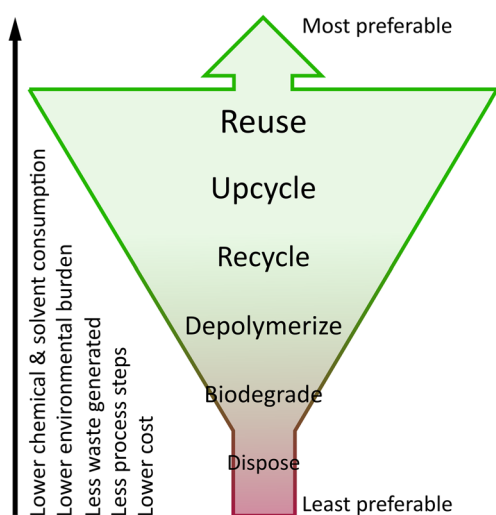 Most preferable
Reuse
Upcycle
Recycle
Depolymerize
Biodegrade
Dispose
Least preferable
Lower chemical & solvent consumption
Lower environmental burden
Less waste generated
Less process steps
Lower cost